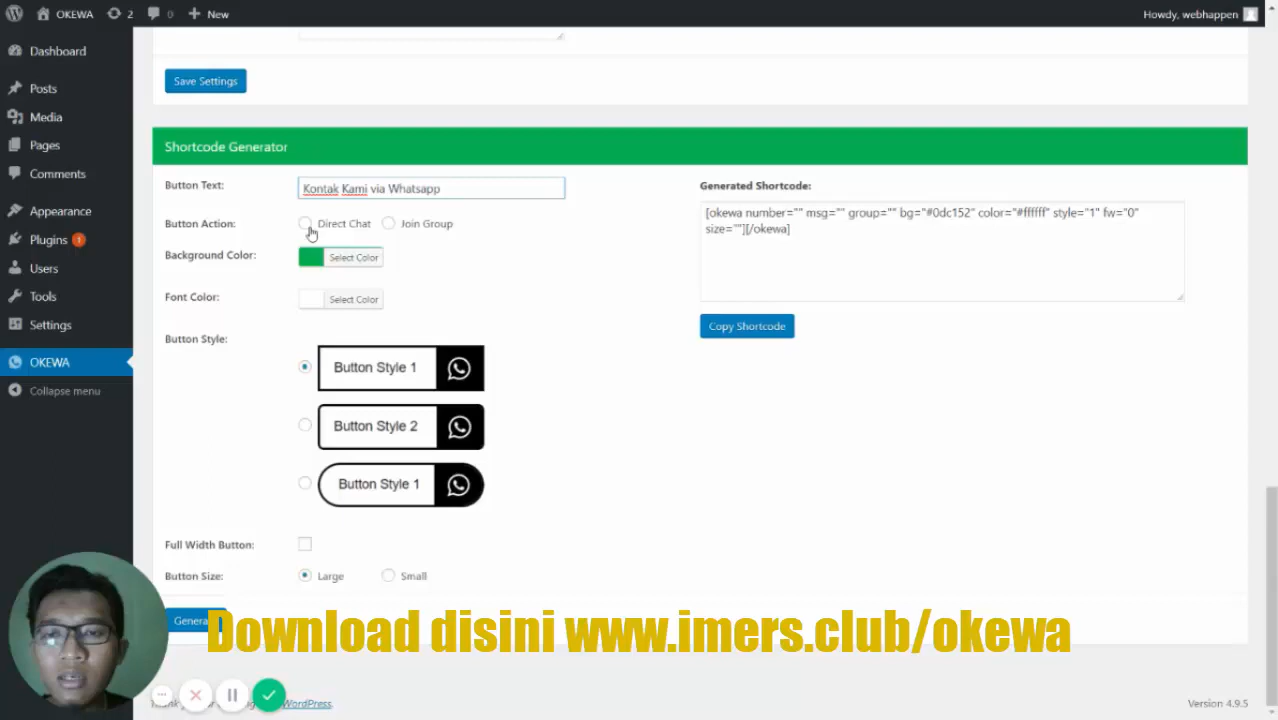 OKEWA 2 0 New Howdy, webhappen
Dashboard
Posts
Media
Pages
Comments
Appearance
Plugins 1
Users
Tools
Settings
OKEWA
Collapse menu
Save Settings
Shortcode Generator
Button Text: Kontak Kami via Whatsapp
Button Action: Direct Chat Join Group
Background Color: Select Color
Font Color: Select Color
Button Style:
Button Style 1
Button Style 2
Button Style 1
Full Width Button:
Button Size: Large Small
Generated Shortcode:
[okewa number="" msg="" group="" bg="#0dc152" color="#ffffff" style="1" fw="0"
size=""][/okewa]
Copy Shortcode
Download disini www.imers.club/okewa
WordPress.
Version 4.9.5